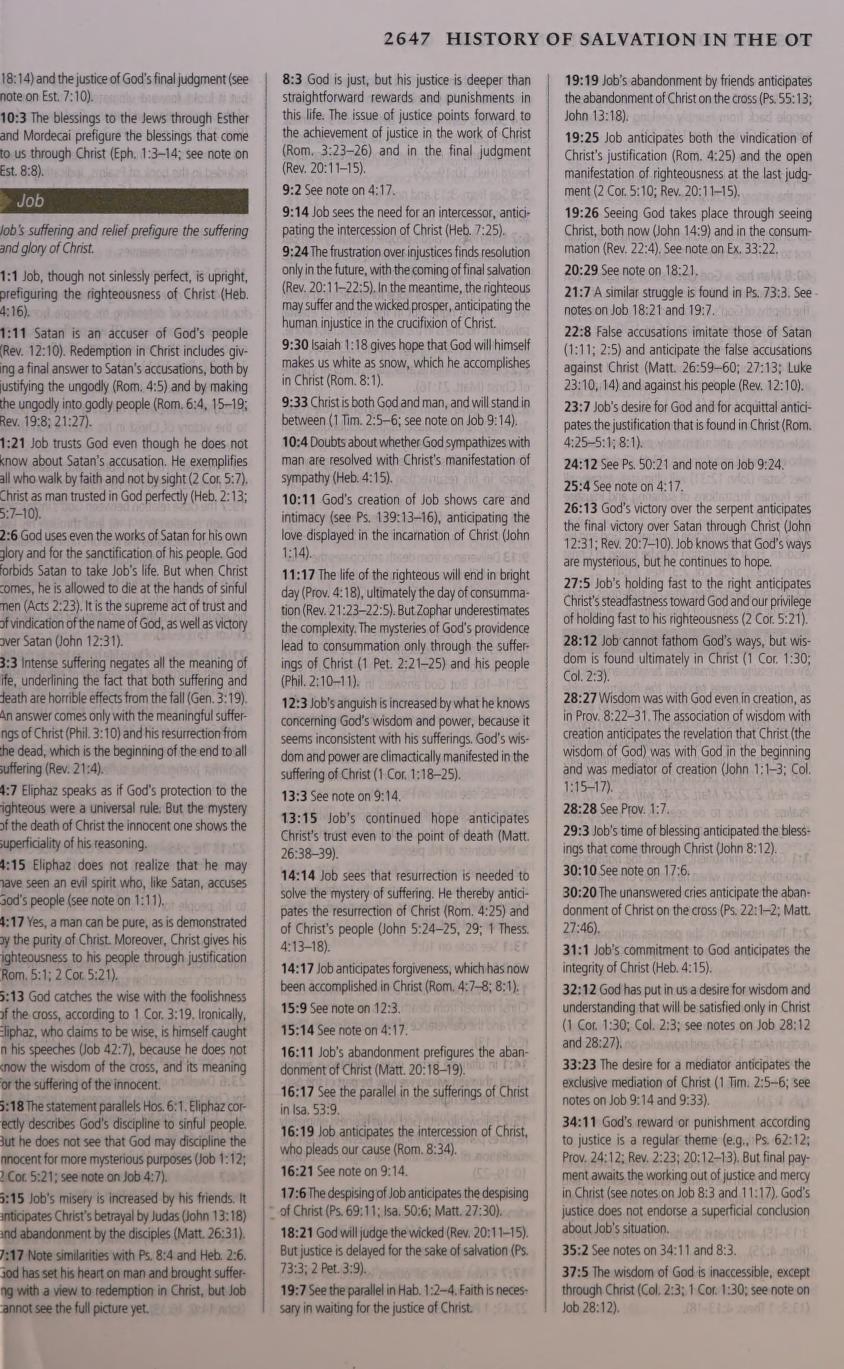 2647 HISTORY OF SALVATION IN THE OT
18:14) and the justice of God's final judgment (see
note on Est. 7:10).
10:3 The blessings to the Jews through Esther
and Mordecai prefigure the blessings that come
to us through Christ (Eph. 1:3–14; see note on
Est. 8:8).
Job
Job's suffering and relief prefigure the suffering
and glory of Christ.
1:1 Job, though not sinlessly perfect, is upright,
prefiguring the righteousness of Christ (Heb.
4:16).
1:11 Satan is an accuser of God's people
(Rev. 12:10). Redemption in Christ includes giv-
ing a final answer to Satan's accusations, both by
justifying the ungodly (Rom. 4:5) and by making
the ungodly into godly people (Rom. 6:4, 15–19;
Rev. 19:8; 21:27).
1:21 Job trusts God even though he does not
know about Satan's accusation. He exemplifies
all who walk by faith and not by sight (2 Cor. 5:7).
Christ as man trusted in God perfectly (Heb. 2:13;
5:7–10).
2:6 God uses even the works of Satan for his own
glory and for the sanctification of his people. God
forbids Satan to take Job's life. But when Christ
comes, he is allowed to die at the hands of sinful
men (Acts 2:23). It is the supreme act of trust and
of vindication of the name of God, as well as victory
over Satan (John 12:31).
3:3 Intense suffering negates all the meaning of
life, underlining the fact that both suffering and
death are horrible effects from the fall (Gen. 3:19).
An answer comes only with the meaningful suffer-
ings of Christ (Phil. 3:10) and his resurrection from
the dead, which is the beginning of the end to all
suffering (Rev. 21:4).
4:7 Eliphaz speaks as if God's protection to the
righteous were a universal rule. But the mystery
of the death of Christ the innocent one shows the
superficiality of his reasoning.
4:15 Eliphaz does not realize that he may
have seen an evil spirit who, like Satan, accuses
God's people (see note on 1:11).
4:17 Yes, a man can be pure, as is demonstrated
by the purity of Christ. Moreover, Christ gives his
righteousness to his people through justification
(Rom. 5:1; 2 Cor. 5:21).
5:13 God catches the wise with the foolishness
of the cross, according to 1 Cor. 3:19. Ironically,
Eliphaz, who claims to be wise, is himself caught
in his speeches (Job 42:7), because he does not
know the wisdom of the cross, and its meaning
for the suffering of the innocent.
5:18 The statement parallels Hos. 6:1. Eliphaz cor-
rectly describes God's discipline to sinful people.
But he does not see that God may discipline the
innocent for more mysterious purposes (Job 1:12;
2 Cor. 5:21; see note on Job 4:7).
6:15 Job's misery is increased by his friends. It
anticipates Christ's betrayal by Judas (John 13:18)
and abandonment by the disciples (Matt. 26:31).
7:17 Note similarities with Ps. 8:4 and Heb. 2:6.
God has set his heart on man and brought suffer-
ing with a view to redemption in Christ, but Job
cannot see the full picture yet.
8:3 God is just, but his justice is deeper than
straightforward rewards and punishments in
this life. The issue of justice points forward to
the achievement of justice in the work of Christ
(Rom. 3:23–26) and in the final judgment
(Rev. 20:11–15).
9:2 See note on 4:17.
9:14 Job sees the need for an intercessor, antici-
pating the intercession of Christ (Heb. 7:25).
9:24 The frustration over injustices finds resolution
only in the future, with the coming of final salvation
(Rev. 20:11–22:5). In the meantime, the righteous
may suffer and the wicked prosper, anticipating the
human injustice in the crucifixion of Christ.
9:30 Isaiah 1:18 gives hope that God will himself
makes us white as snow, which he accomplishes
in Christ (Rom. 8:1).
9:33 Christ is both God and man, and will stand in
between (1 Tim. 2:5–6; see note on Job 9:14).
10:4 Doubts about whether God sympathizes with
man are resolved with Christ's manifestation of
sympathy (Heb. 4:15).
10:11 God's creation of Job shows care and
intimacy (see Ps. 139:13–16), anticipating the
love displayed in the incarnation of Christ (John
1:14).
11:17 The life of the righteous will end in bright
day (Prov. 4:18), ultimately the day of consumma-
tion (Rev. 21:23–22:5). But Zophar underestimates
the complexity. The mysteries of God's providence
lead to consummation only through the suffer-
ings of Christ (1 Pet. 2:21–25) and his people
(Phil. 2:10–11).
12:3 Job's anguish is increased by what he knows
concerning God's wisdom and power, because it
seems inconsistent with his sufferings. God's wis-
dom and power are climactically manifested in the
suffering of Christ (1 Cor. 1:18–25).
13:3 See note on 9:14.
13:15 Job's continued hope anticipates
Christ's trust even to the point of death (Matt.
26:38–39).
14:14 Job sees that resurrection is needed to
solve the mystery of suffering. He thereby antici-
pates the resurrection of Christ (Rom. 4:25) and
of Christ's people (John 5:24–25, 29; 1 Thess.
4:13–18).
14:17 Job anticipates forgiveness, which has now
been accomplished in Christ (Rom. 4:7–8; 8:1).
15:9 See note on 12:3.
15:14 See note on 4:17.
16:11 Job's abandonment prefigures the aban-
donment of Christ (Matt. 20:18–19).
16:17 See the parallel in the sufferings of Christ
in Isa. 53:9.
16:19 Job anticipates the intercession of Christ,
who pleads our cause (Rom. 8:34).
16:21 See note on 9:14.
17:6 The despising of Job anticipates the despising
of Christ (Ps. 69:11; Isa. 50:6; Matt. 27:30).
18:21 God will judge the wicked (Rev. 20:11–15).
But justice is delayed for the sake of salvation (Ps.
73:3; 2 Pet. 3:9).
19:7 See the parallel in Hab. 1:2–4. Faith is neces-
sary in waiting for the justice of Christ.
19:19 Job's abandonment by friends anticipates
the abandonment of Christ on the cross (Ps. 55:13;
John 13:18).
19:25 Job anticipates both the vindication of
Christ's justification (Rom. 4:25) and the open
manifestation of righteousness at the last judg-
ment (2 Cor. 5:10; Rev. 20:11–15).
19:26 Seeing God takes place through seeing
Christ, both now (John 14:9) and in the consum-
mation (Rev. 22:4). See note on Ex. 33:22.
20:29 See note on 18:21.
21:7 A similar struggle is found in Ps. 73:3. See
notes on Job 18:21 and 19:7.
22:8 False accusations imitate those of Satan
(1:11; 2:5) and anticipate the false accusations
against Christ (Matt. 26:59–60; 27:13; Luke
23:10, 14) and against his people (Rev. 12:10).
23:7 Job's desire for God and for acquittal antici-
pates the justification that is found in Christ (Rom.
4:25–5:1; 8:1).
24:12 See Ps. 50:21 and note on Job 9:24.
25:4 See note on 4:17.
26:13 God's victory over the serpent anticipates
the final victory over Satan through Christ (John
12:31; Rev. 20:7–10). Job knows that God's ways
are mysterious, but he continues to hope.
27:5 Job's holding fast to the right anticipates
Christ's steadfastness toward God and our privilege
of holding fast to his righteousness (2 Cor. 5:21).
28:12 Job cannot fathom God's ways, but wis-
dom is found ultimately in Christ (1 Cor. 1:30;
Col. 2:3).
28:27 Wisdom was with God even in creation, as
in Prov. 8:22–31. The association of wisdom with
creation anticipates the revelation that Christ (the
wisdom of God) was with God in the beginning
and was mediator of creation (John 1:1–3; Col.
1:15–17).
28:28 See Prov. 1:7.
29:3 Job's time of blessing anticipated the bless-
ings that come through Christ (John 8:12).
30:10 See note on 17:6.
30:20 The unanswered cries anticipate the aban-
donment of Christ on the cross (Ps. 22:1–2; Matt.
27:46).
31:1 Job's commitment to God anticipates the
integrity of Christ (Heb. 4:15).
32:12 God has put in us a desire for wisdom and
understanding that will be satisfied only in Christ
(1 Cor. 1:30; Col. 2:3; see notes on Job 28:12
and 28:27).
33:23 The desire for a mediator anticipates the
exclusive mediation of Christ (1 Tim. 2:5–6; see
notes on Job 9:14 and 9:33).
34:11 God's reward or punishment according
to justice is a regular theme (e.g., Ps. 62:12;
Prov. 24:12; Rev. 2:23; 20:12–13). But final pay-
ment awaits the working out of justice and mercy
in Christ (see notes on Job 8:3 and 11:17). God's
justice does not endorse a superficial conclusion
about Job's situation.
35:2 See notes on 34:11 and 8:3.
37:5 The wisdom of God is inaccessible, except
through Christ (Col. 2:3; 1 Cor. 1:30; see note on
Job 28:12).